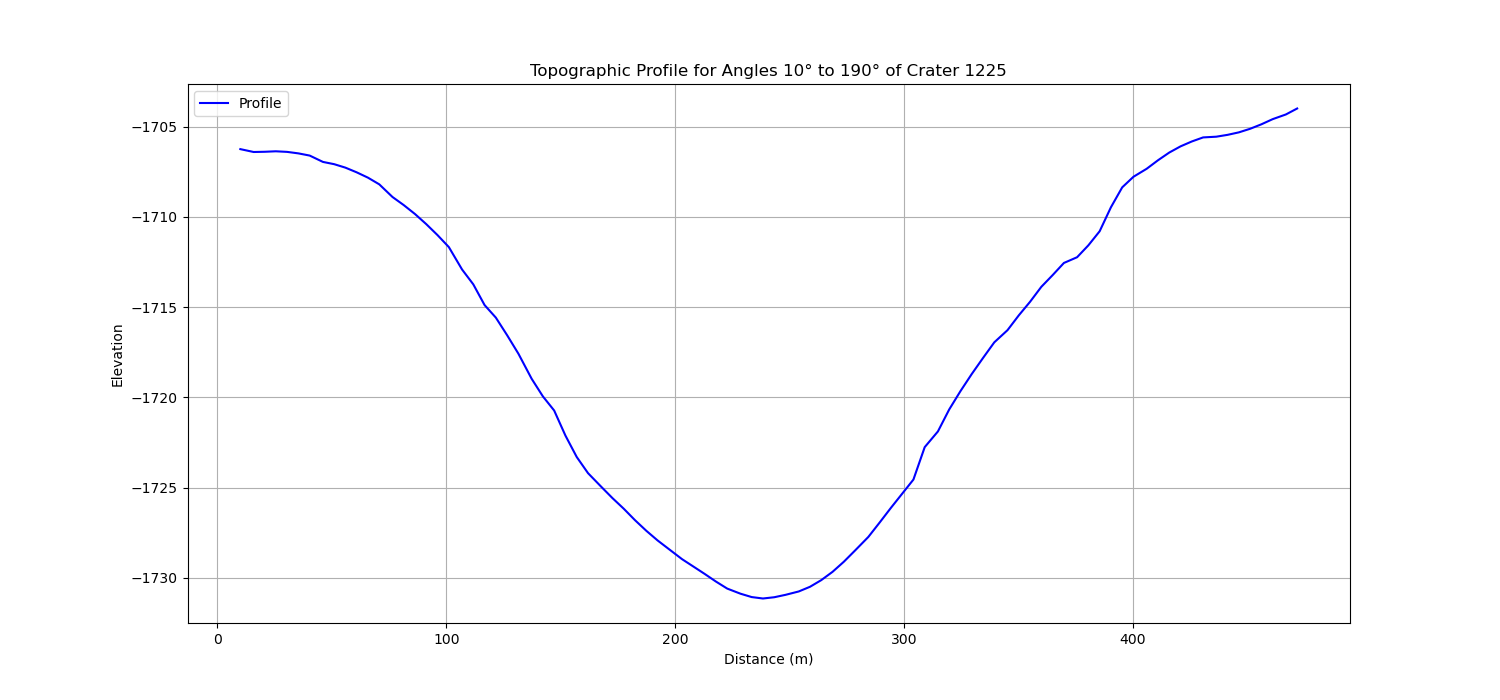 Topographic Profile for Angles 10° to 190° of Crater 1225
Profile
−1705
−1710
−1715
−1720
−1725
−1730
Elevation
0
100
200
300
400
Distance (m)